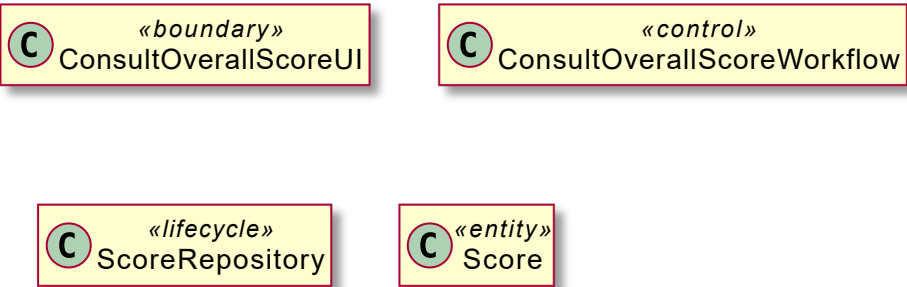 C «boundary»
ConsultOverallScoreUI
C «control»
ConsultOverallScoreWorkflow
C «lifecycle»
ScoreRepository
C «entity»
Score